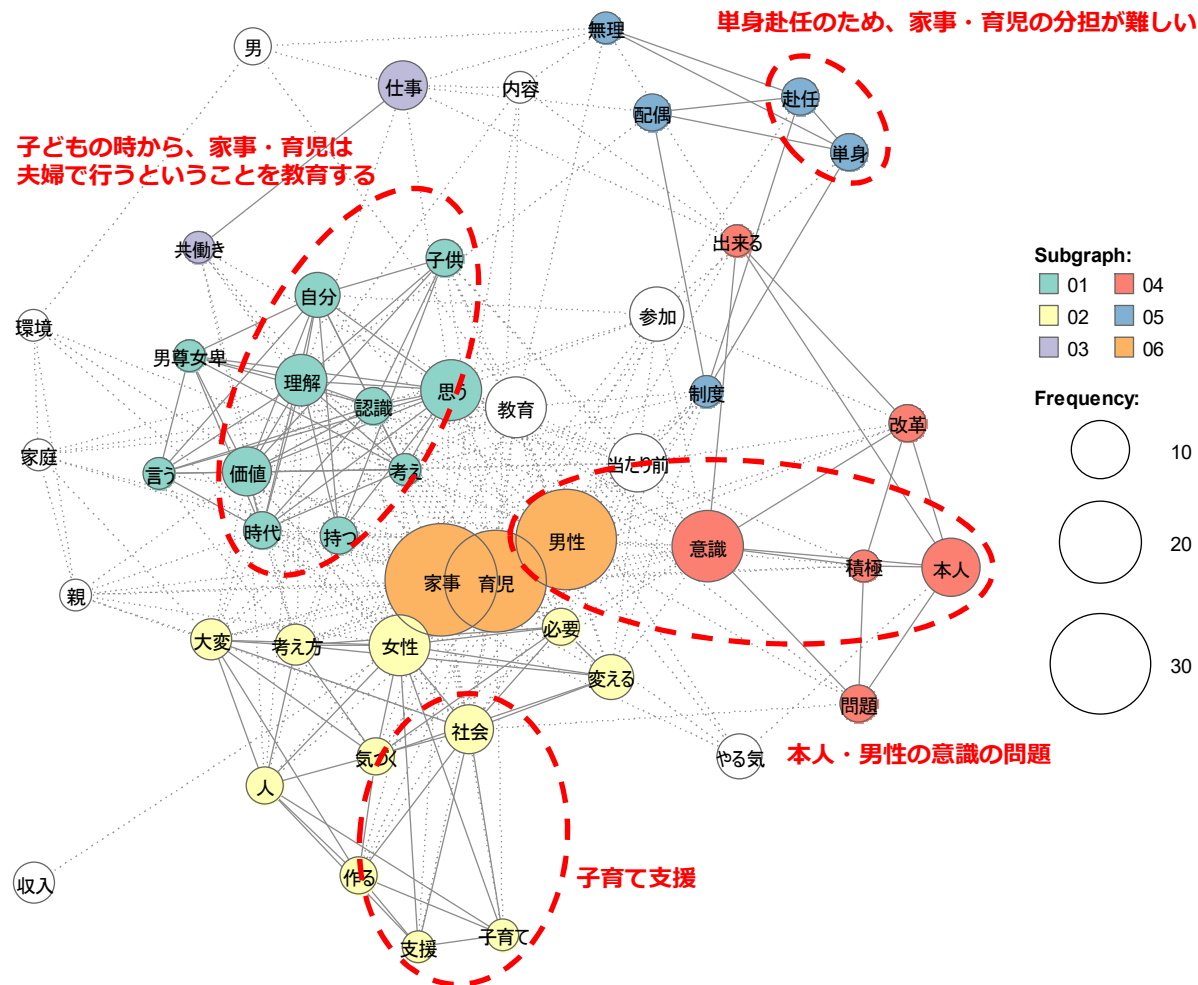 単身赴任のため、家事・育児の分担が難しい
男
無理
仕事
内容
赴任
配偶
単身
子どもの時から、家事・育児は
夫婦で行うということを教育する
共働き
子供
出来る
自分
環境
参加
男尊女卑
理解
思う
認識
教育
制度
改革
家庭
言う
価値
考え
当たり前
時代
持つ
男性
意識
積極
本人
家事
育児
親
大変
考え方
女性
必要
変える
問題
社会
気づく
やる気
本人・男性の意識の問題
人
収入
作る
子育て支援
支援
子育て
Subgraph:
01
04
02
05
03
06
Frequency:
10
20
30